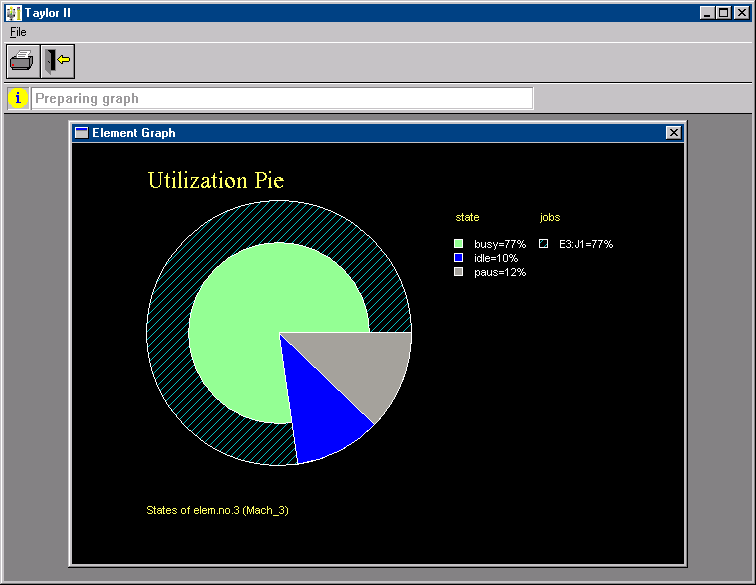 Taylor II
File
i
Preparing graph
Element Graph
Utilization Pie
state jobs
busy=77% E3:J1=77%
idle=10%
paus=12%
States of elem.no.3 (Mach_3)